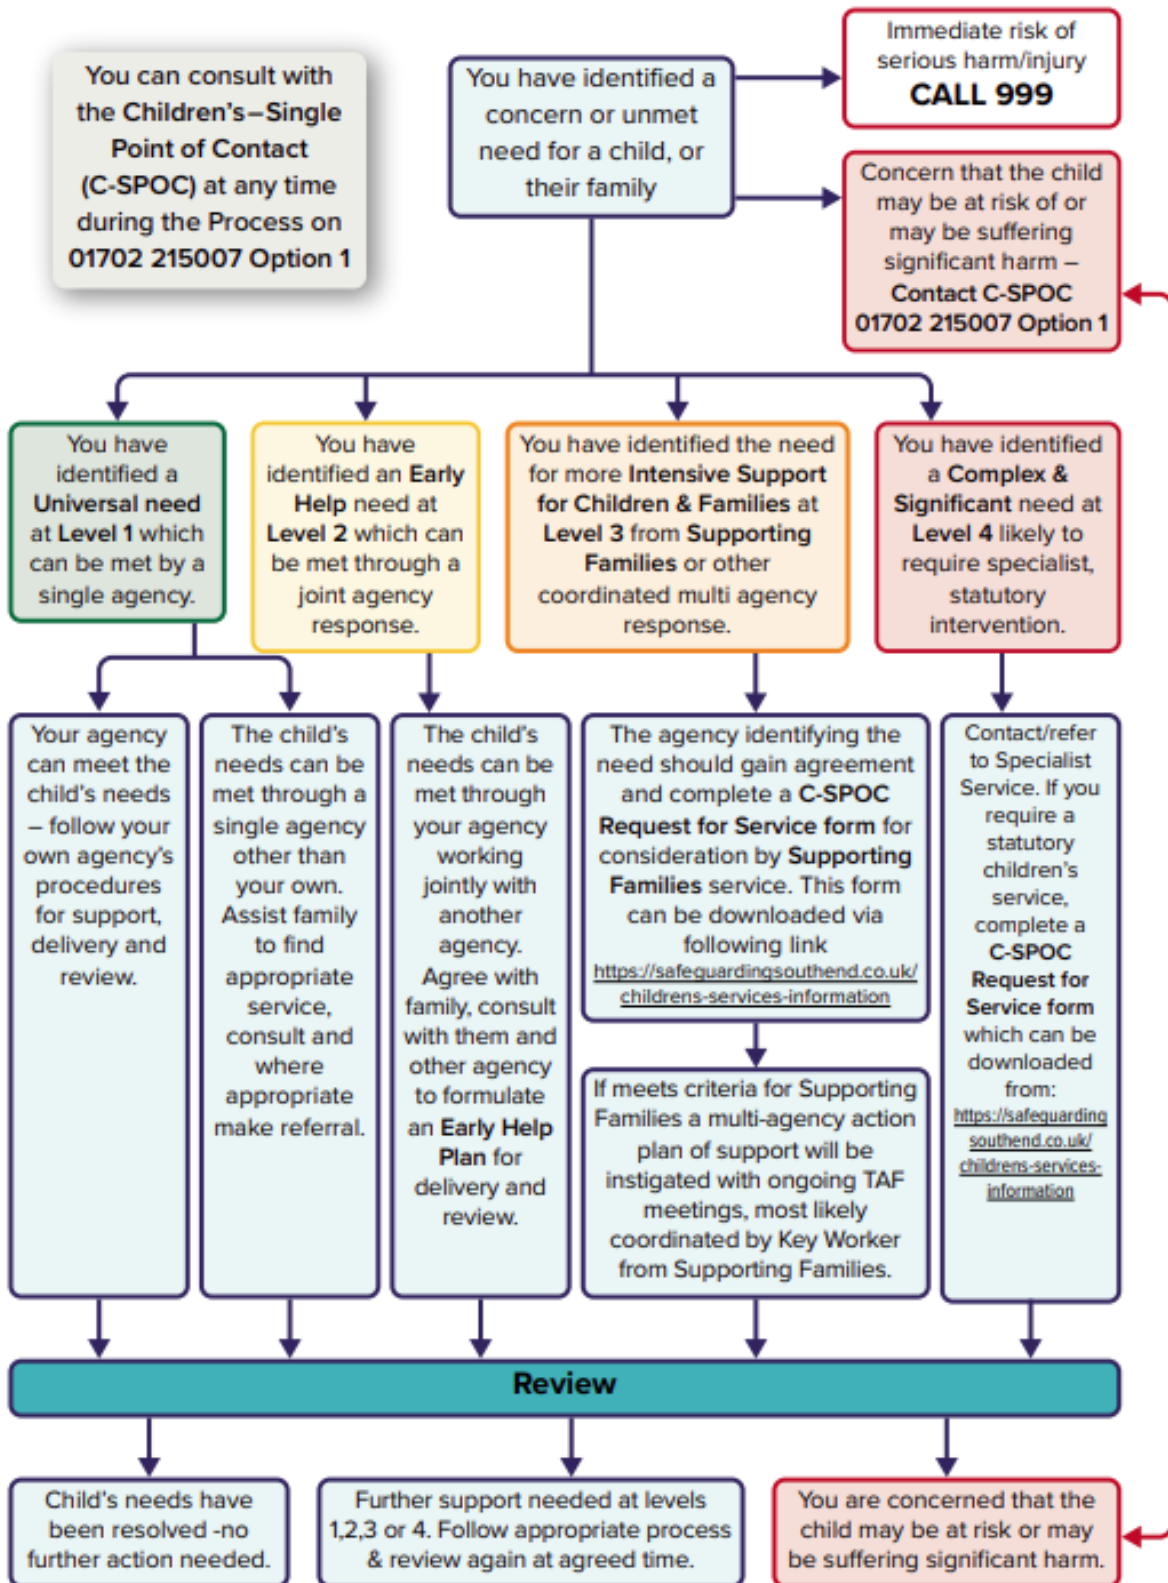 You can consult with
the Children's–Single
Point of Contact
(C-SPOC) at any time
during the Process on
01702 215007 Option 1
You have identified a
concern or unmet
need for a child, or
their family
Immediate risk of
serious harm/injury
CALL 999
Concern that the child
may be at risk of or
may be suffering
significant harm –
Contact C-SPOC
01702 215007 Option 1
You have
identified a
Universal need
at Level 1 which
can be met by a
single agency.
You have
identified an Early
Help need at
Level 2 which can
be met through a
joint agency
response.
You have identified the need
for more Intensive Support
for Children & Families at
Level 3 from Supporting
Families or other
coordinated multi agency
response.
You have identified
a Complex &
Significant need at
Level 4 likely to
require specialist,
statutory
intervention.
Your agency
can meet the
child's needs
– follow your
own agency's
procedures
for support,
delivery and
review.
The child's
needs can be
met through a
single agency
other than
your own.
Assist family
to find
appropriate
service,
consult and
where
appropriate
make referral.
The child's
needs can be
met through
your agency
working
jointly with
another
agency.
Agree with
family, consult
with them and
other agency
to formulate
an Early Help
Plan for
delivery and
review.
The agency identifying the
need should gain agreement
and complete a C-SPOC
Request for Service form for
consideration by Supporting
Families service. This form
can be downloaded via
following link
https://safeguardingsouthend.co.uk/
childrens-services-information
If meets criteria for Supporting
Families a multi-agency action
plan of support will be
instigated with ongoing TAF
meetings, most likely
coordinated by Key Worker
from Supporting Families.
Contact/refer
to Specialist
Service. If you
require a
statutory
children's
service,
complete a
C-SPOC
Request for
Service form
which can be
downloaded
from:
https://safeguarding
southend.co.uk/
childrens-services-
information
Review
Child's needs have
been resolved -no
further action needed.
Further support needed at levels
1,2,3 or 4. Follow appropriate process
& review again at agreed time.
You are concerned that the
child may be at risk or may
be suffering significant harm.